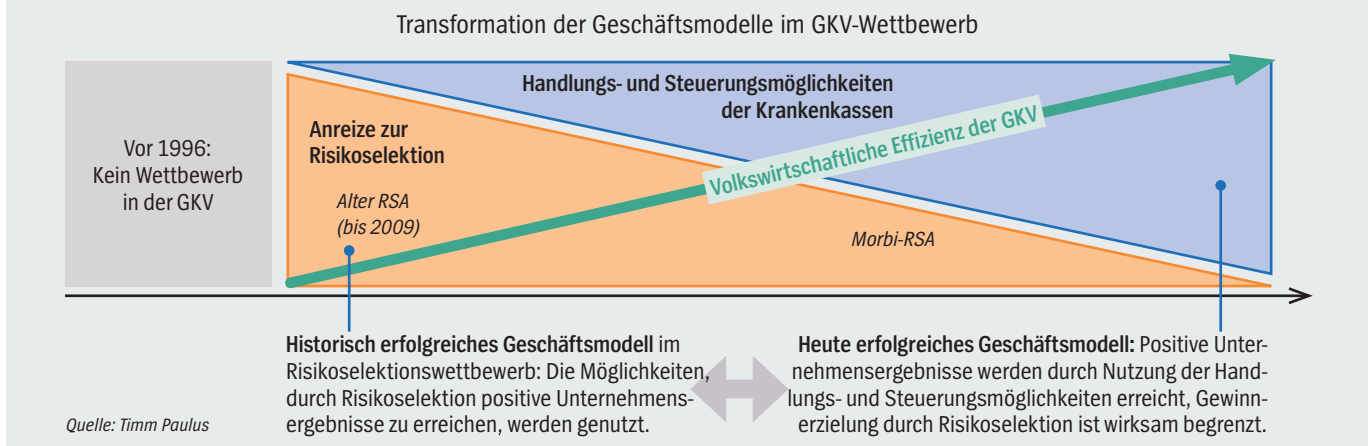 Transformation der Geschäftsmodelle im GKV-Wettbewerb
Vor 1996:
Kein Wettbewerb
in der GKV
Anreize zur
Risikoselektion
Alter RSA
(bis 2009)
Handlungs- und Steuerungsmöglichkeiten
der Krankenkassen
Volkswirtschaftliche Effizienz der GKV
Morbi-RSA
Historisch erfolgreiches Geschäftsmodell im
Risikoselektionswettbewerb: Die Möglichkeiten,
durch Risikoselektion positive Unternehmens-
ergebnisse zu erreichen, werden genutzt.
Heute erfolgreiches Geschäftsmodell: Positive Unter-
nehmensergebnisse werden durch Nutzung der Hand-
lungs- und Steuerungsmöglichkeiten erreicht, Gewinn-
erzielung durch Risikoselektion ist wirksam begrenzt.
Quelle: Timm Paulus